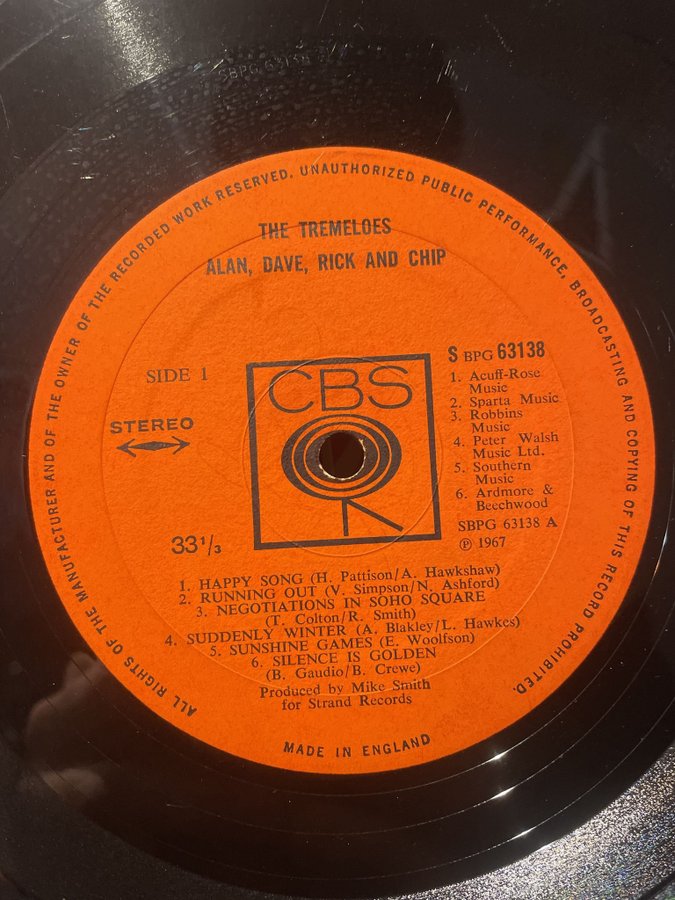 SBPG 63138
ALL RIGHTS OF THE MANUFACTURER AND OF THE OWNER OF THE RECORDED WORK RESERVED. UNAUTHORIZED PUBLIC PERFORMANCE, BROADCASTING AND COPYING OF THIS RECORD PROHIBITED.
THE TREMELOES
ALAN, DAVE, RICK AND CHIP
SIDE 1
STEREO
33 1/3
CBS
S BPG 63138
1. Acuff-Rose
Music
2. Sparta Music
3. Robbins
Music
4. Peter Walsh
Music Ltd.
5. Southern
Music
6. Ardmore &
Beechwood
SBPG 63138 A
℗ 1967
1. HAPPY SONG (H. Pattison/A. Hawkshaw)
2. RUNNING OUT (V. Simpson/N. Ashford)
3. NEGOTIATIONS IN SOHO SQUARE
(T. Colton/R. Smith)
4. SUDDENLY WINTER (A. Blakley/L. Hawkes)
5. SUNSHINE GAMES (E. Woolfson)
6. SILENCE IS GOLDEN
(B. Gaudio/B. Crewe)
Produced by Mike Smith
for Strand Records
MADE IN ENGLAND